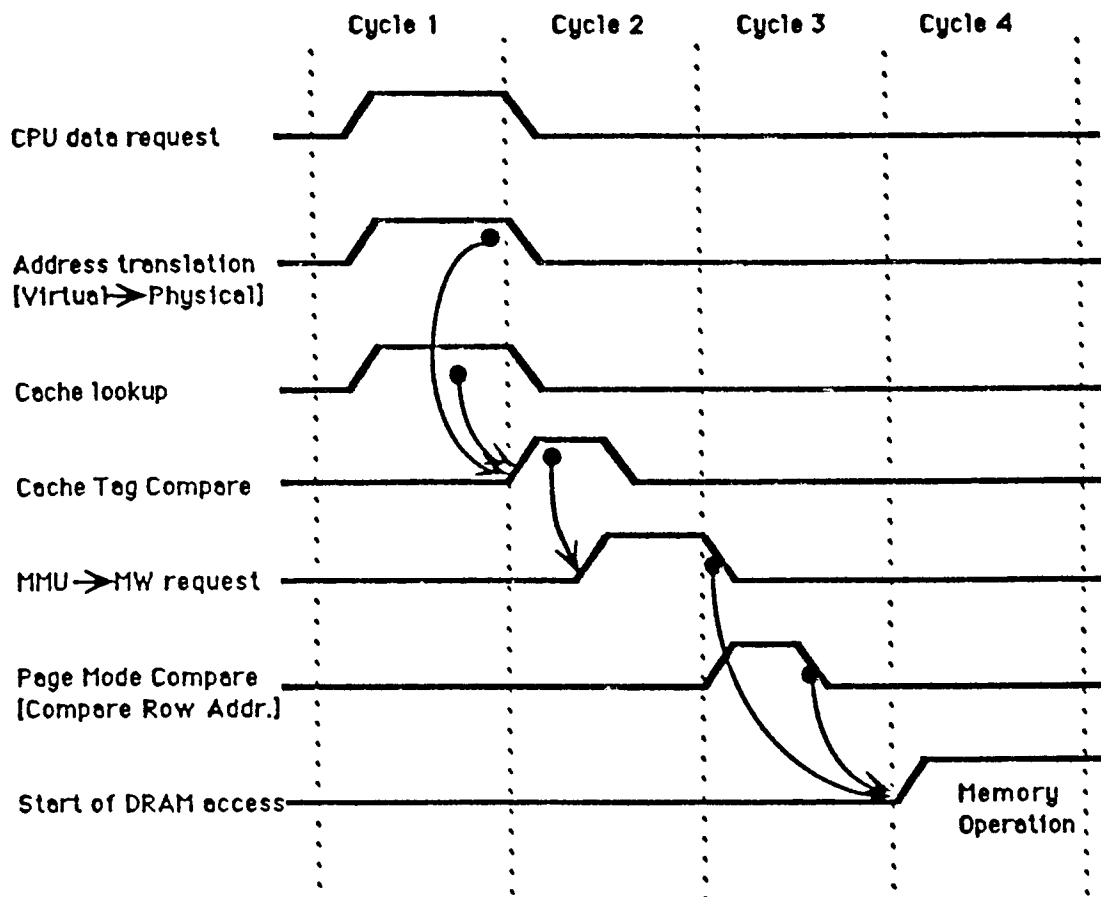 Cycle 1 Cycle 2 Cycle 3 Cycle 4
CPU data request
Address translation
[Virtual→Physical]
Cache lookup
Cache Tag Compare
MMU→MW request
Page Mode Compare
[Compare Row Addr.]
Start of DRAM access
Memory
Operation